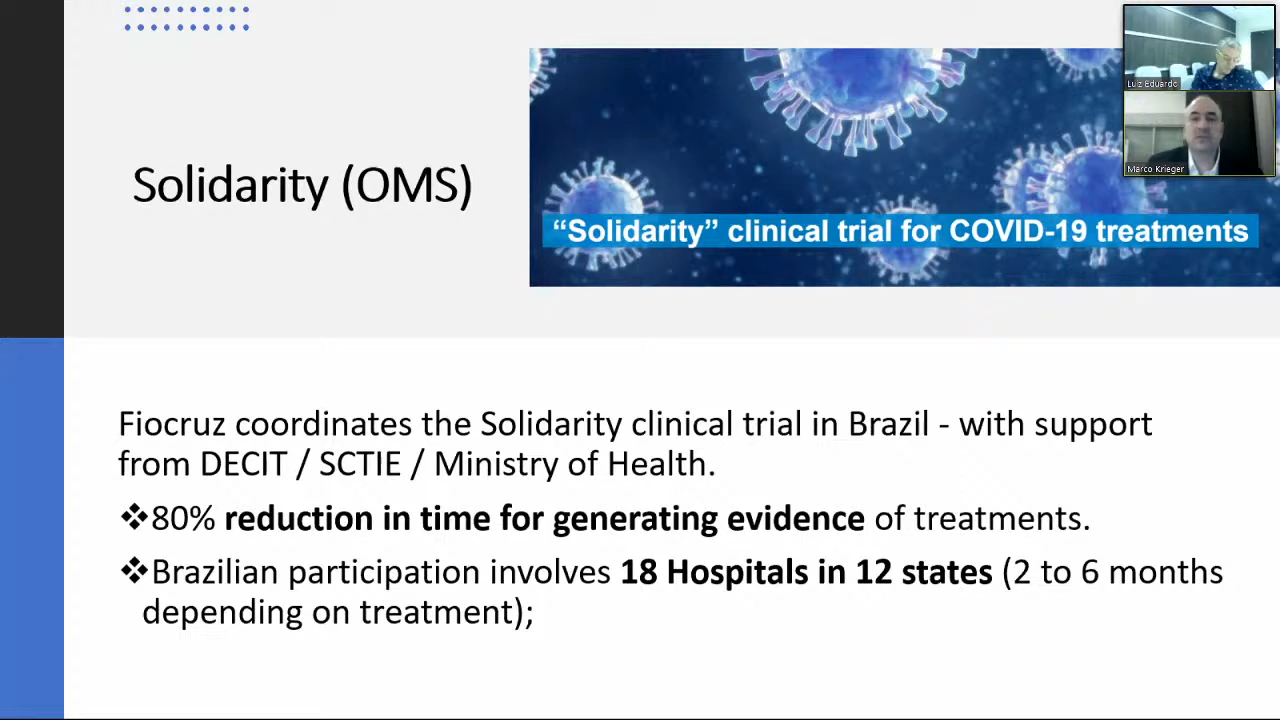 Solidarity (OMS)
“Solidarity” clinical trial for COVID-19 treatments
Luiz Eduardo
Marco Krieger
Fiocruz coordinates the Solidarity clinical trial in Brazil - with support
from DECIT / SCTIE / Ministry of Health.
❖80% reduction in time for generating evidence of treatments.
❖Brazilian participation involves 18 Hospitals in 12 states (2 to 6 months
depending on treatment);